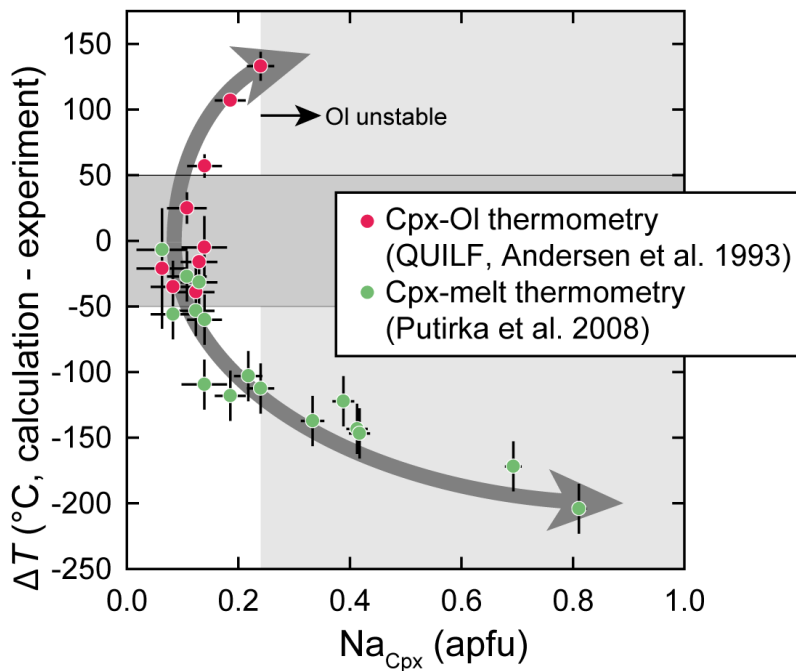 ΔT (°C, calculation - experiment)
150
100
50
0
-50
-100
-150
-200
-250
Ol unstable
Cpx-Ol thermometry
(QUILF, Andersen et al. 1993)
Cpx-melt thermometry
(Putirka et al. 2008)
0.0 0.2 0.4 0.6 0.8 1.0
NaCpx (apfu)